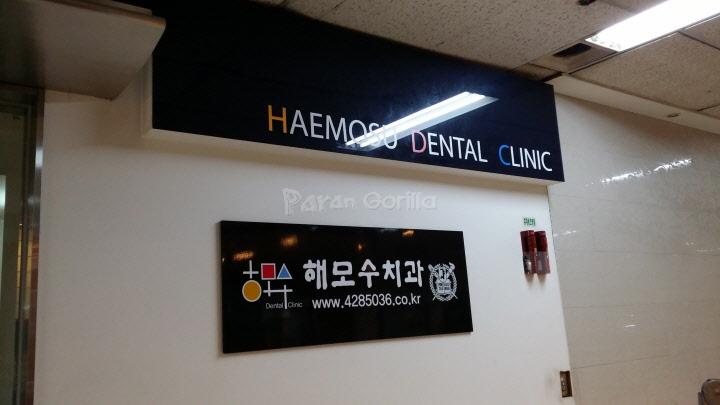 HAEMOSU DENTAL CLINIC
Paran Gorilla
해모수치과
Dental Clinic
www.4285036.co.kr